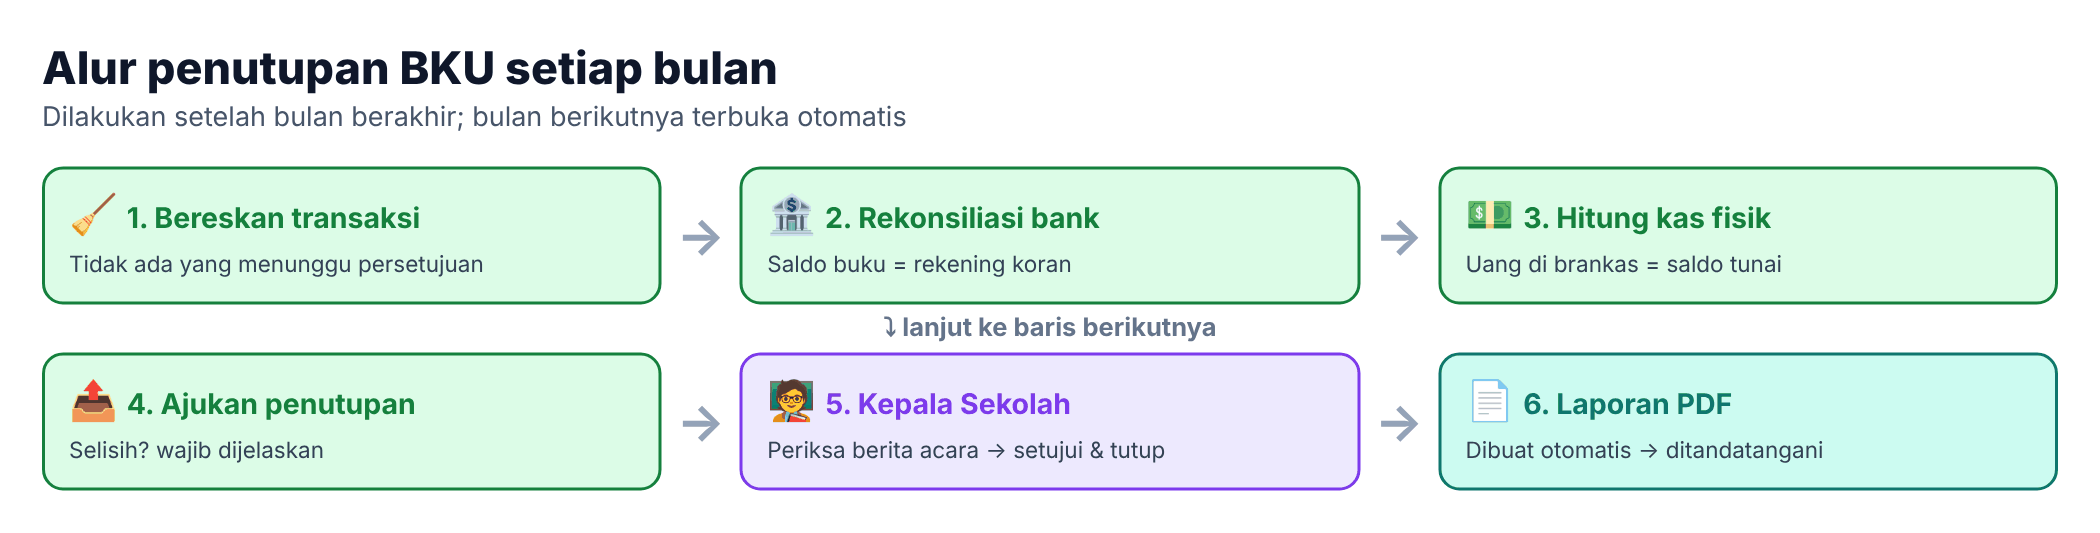 Alur penutupan BKU setiap bulan
Dilakukan setelah bulan berakhir; bulan berikutnya terbuka otomatis
1. Bereskan transaksi
Tidak ada yang menunggu persetujuan
→
2. Rekonsiliasi bank
Saldo buku = rekening koran
→
3. Hitung kas fisik
Uang di brankas = saldo tunai
⤵ lanjut ke baris berikutnya
4. Ajukan penutupan
Selisih? wajib dijelaskan
→
5. Kepala Sekolah
Periksa berita acara → setujui & tutup
→
6. Laporan PDF
Dibuat otomatis → ditandatangani